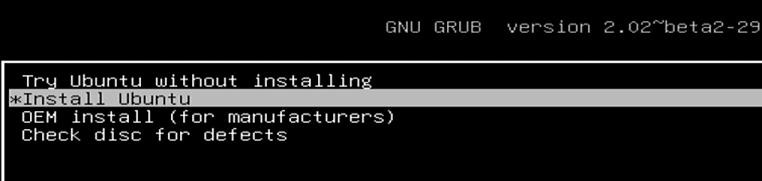 GNU GRUB  version 2.02~beta2-29
Try Ubuntu without installing
*Install Ubuntu
OEM install (for manufacturers)
Check disc for defects